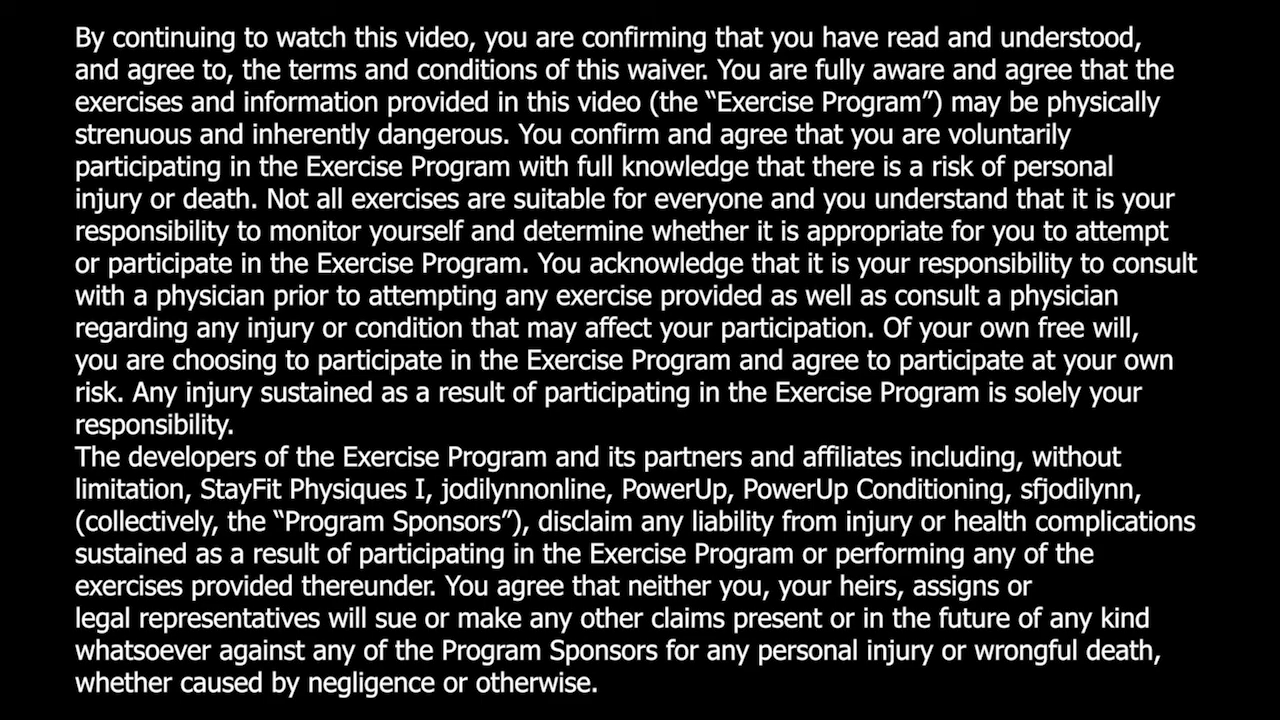 By continuing to watch this video, you are confirming that you have read and understood,
and agree to, the terms and conditions of this waiver. You are fully aware and agree that the
exercises and information provided in this video (the “Exercise Program”) may be physically
strenuous and inherently dangerous. You confirm and agree that you are voluntarily
participating in the Exercise Program with full knowledge that there is a risk of personal
injury or death. Not all exercises are suitable for everyone and you understand that it is your
responsibility to monitor yourself and determine whether it is appropriate for you to attempt
or participate in the Exercise Program. You acknowledge that it is your responsibility to consult
with a physician prior to attempting any exercise provided as well as consult a physician
regarding any injury or condition that may affect your participation. Of your own free will,
you are choosing to participate in the Exercise Program and agree to participate at your own
risk. Any injury sustained as a result of participating in the Exercise Program is solely your
responsibility.
The developers of the Exercise Program and its partners and affiliates including, without
limitation, StayFit Physiques I, jodilynnonline, PowerUp, PowerUp Conditioning, sfjodilynn,
(collectively, the “Program Sponsors”), disclaim any liability from injury or health complications
sustained as a result of participating in the Exercise Program or performing any of the
exercises provided thereunder. You agree that neither you, your heirs, assigns or
legal representatives will sue or make any other claims present or in the future of any kind
whatsoever against any of the Program Sponsors for any personal injury or wrongful death,
whether caused by negligence or otherwise.